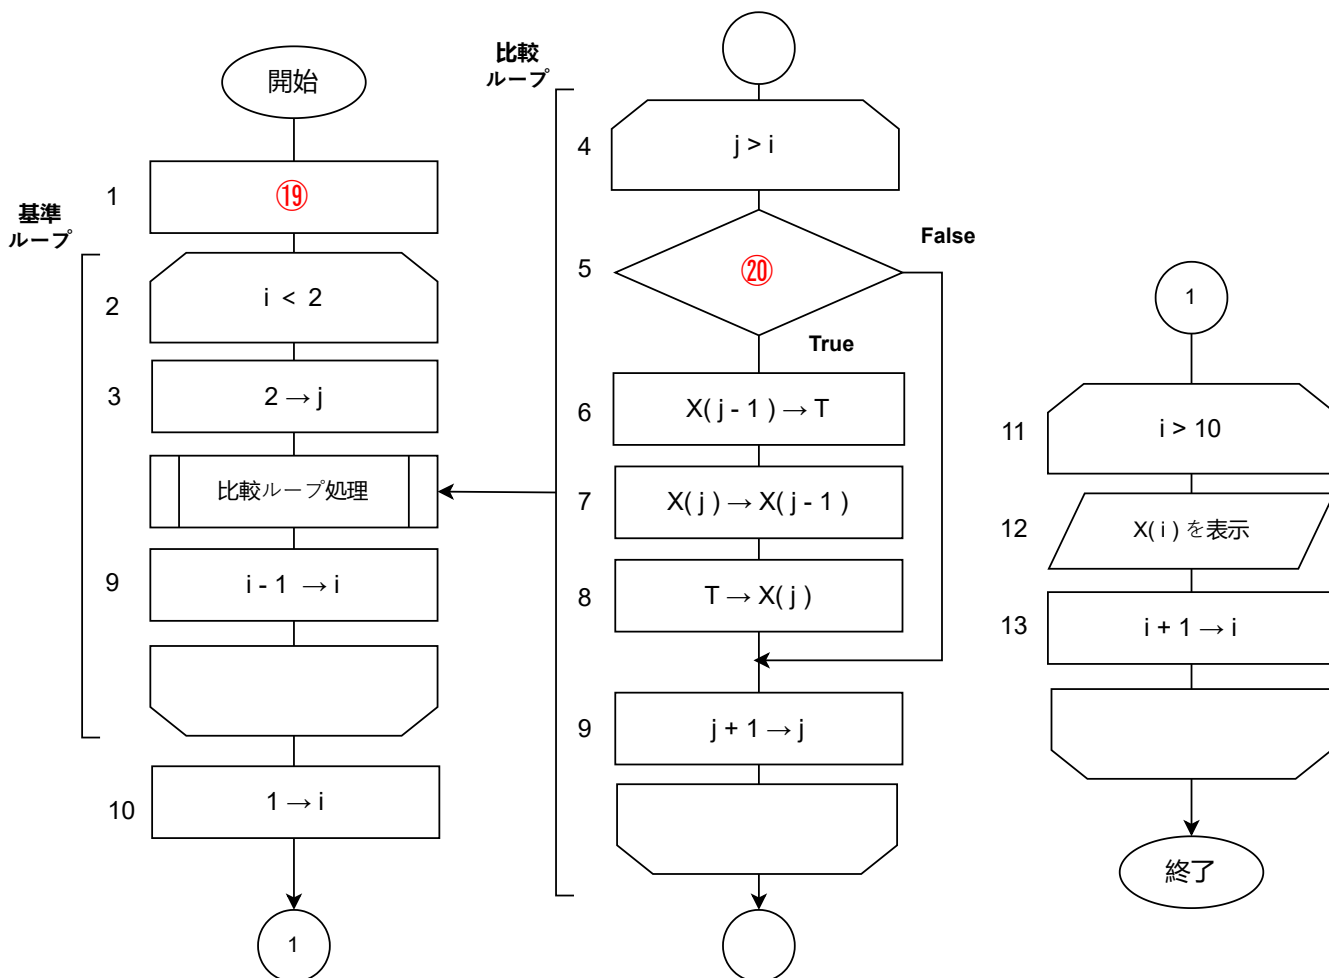 開始
1
⑲
基準
ループ
2
i < 2
3
2 → j
比較ループ処理
9
i - 1 → i
10
1 → i
1
比較
ループ
4
j > i
5
⑳
False
True
6
X( j - 1 ) → T
7
X( j ) → X( j - 1 )
8
T → X( j )
9
j + 1 → j
1
11
i > 10
12
X( i ) を表示
13
i + 1 → i
終了